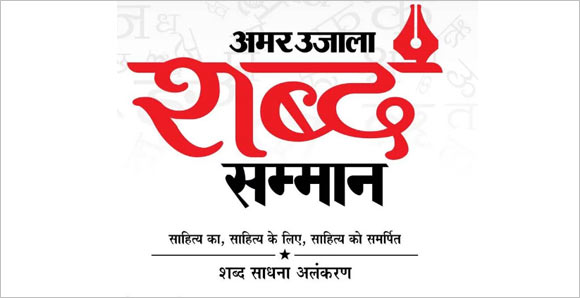 अमर उजाला
शब्द
सम्मान
साहित्य का, साहित्य के लिए, साहित्य को समर्पित
शब्द साधना अलंकरण